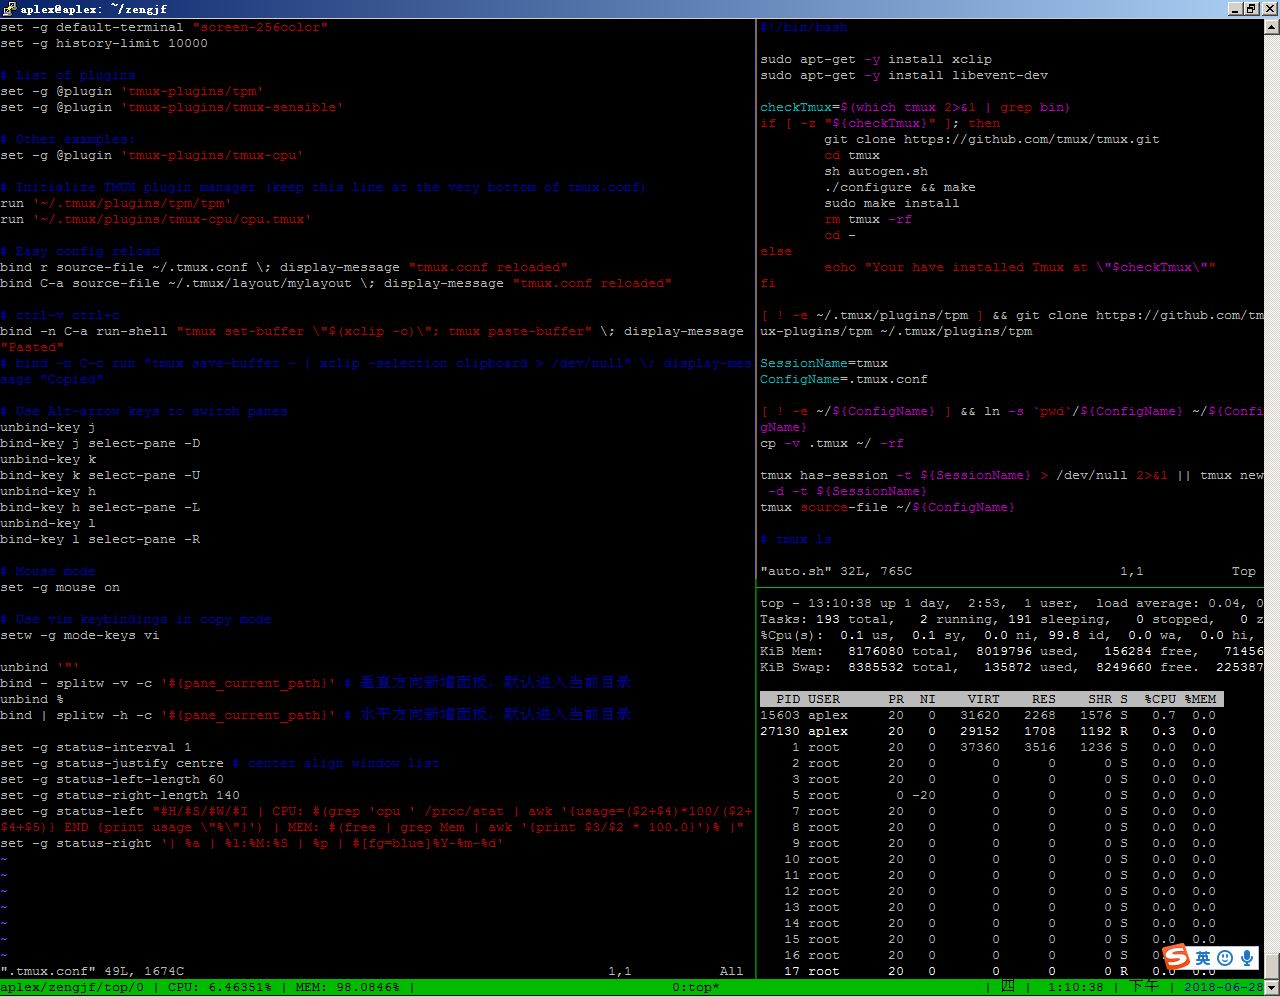 aplex@aplex: ~/zengjf
set -g default-terminal "screen-256color"
set -g history-limit 10000
# List of plugins
set -g @plugin 'tmux-plugins/tpm'
set -g @plugin 'tmux-plugins/tmux-sensible'
# Other examples:
set -g @plugin 'tmux-plugins/tmux-cpu'
# Initialize TMUX plugin manager (keep this line at the very bottom of tmux.conf)
run '~/.tmux/plugins/tpm/tpm'
run '~/.tmux/plugins/tmux-cpu/cpu.tmux'
# Easy config reload
bind r source-file ~/.tmux.conf \; display-message "tmux.conf reloaded"
bind C-a source-file ~/.tmux/layout/mylayout \; display-message "tmux.conf reloaded"
# ctrl-v ctrl+c
bind -n C-a run-shell "tmux set-buffer \"$(xclip -o)\"; tmux paste-buffer" \; display-message
"Pasted"
# bind -n C-c run "tmux save-buffer - | xclip -selection clipboard > /dev/null" \; display-mes
sage "Copied"
# Use Alt-arrow keys to switch panes
unbind-key j
bind-key j select-pane -D
unbind-key k
bind-key k select-pane -U
unbind-key h
bind-key h select-pane -L
unbind-key l
bind-key l select-pane -R
# Mouse mode
set -g mouse on
# Use vim keybindings in copy mode
setw -g mode-keys vi
unbind '"'
bind - splitw -v -c '#{pane_current_path}' # 垂直方向新增面板，默认进入当前目录
unbind %
bind | splitw -h -c '#{pane_current_path}' # 水平方向新增面板，默认进入当前目录
set -g status-interval 1
set -g status-justify centre # center align window list
set -g status-left-length 60
set -g status-right-length 140
set -g status-left "#H/#S/#W/#I | CPU: #(grep 'cpu ' /proc/stat | awk '{usage=($2+$4)*100/($2+
$4+$5)} END {print usage \"%\"}') | MEM: #(free | grep Mem | awk '{print $3/$2 * 100.0}')% |"
set -g status-right '| %a | %l:%M:%S | %p | #[fg=blue]%Y-%m-%d'
~
~
~
~
~
~
~
".tmux.conf" 49L, 1674C 1,1 All
#!/bin/bash
sudo apt-get -y install xclip
sudo apt-get -y install libevent-dev
checkTmux=$(which tmux 2>&1 | grep bin)
if [ -z "${checkTmux}" ]; then
git clone https://github.com/tmux/tmux.git
cd tmux
sh autogen.sh
./configure && make
sudo make install
rm tmux -rf
cd -
else
echo "Your have installed Tmux at \"$checkTmux\""
fi
[ ! -e ~/.tmux/plugins/tpm ] && git clone https://github.com/tm
ux-plugins/tpm ~/.tmux/plugins/tpm
SessionName=tmux
ConfigName=.tmux.conf
[ ! -e ~/${ConfigName} ] && ln -s `pwd`/${ConfigName} ~/${Confi
gName}
cp -v .tmux ~/ -rf
tmux has-session -t ${SessionName} > /dev/null 2>&1 || tmux new
-d -t ${SessionName}
tmux source-file ~/${ConfigName}
# tmux ls
"auto.sh" 32L, 765C 1,1 Top
top - 13:10:38 up 1 day, 2:53, 1 user, load average: 0.04, 0
Tasks: 193 total, 2 running, 191 sleeping, 0 stopped, 0 z
%Cpu(s): 0.1 us, 0.1 sy, 0.0 ni, 99.8 id, 0.0 wa, 0.0 hi,
KiB Mem: 8176080 total, 8019796 used, 156284 free, 71456
KiB Swap: 8385532 total, 135872 used, 8249660 free. 225387
PID USER PR NI VIRT RES SHR S %CPU %MEM
15603 aplex 20 0 31620 2268 1576 S 0.7 0.0
27130 aplex 20 0 29152 1708 1192 R 0.3 0.0
1 root 20 0 37360 3516 1236 S 0.0 0.0
2 root 20 0 0 0 0 S 0.0 0.0
3 root 20 0 0 0 0 S 0.0 0.0
5 root 0 -20 0 0 0 S 0.0 0.0
7 root 20 0 0 0 0 S 0.0 0.0
8 root 20 0 0 0 0 S 0.0 0.0
9 root 20 0 0 0 0 S 0.0 0.0
10 root 20 0 0 0 0 S 0.0 0.0
11 root 20 0 0 0 0 S 0.0 0.0
12 root 20 0 0 0 0 S 0.0 0.0
13 root 20 0 0 0 0 S 0.0 0.0
14 root 20 0 0 0 0 S 0.0 0.0
15 root 20 0 0 0 0 S 0.0 0.0
16 root 20 0 0 0 0 S
17 root 20 0 0 0 0 R 0.0 0.0
英
aplex/zengjf/top/0 | CPU: 6.46351% | MEM: 98.0846% | 0:top* | 四 | 1:10:38 | 下午 | 2018-06-28